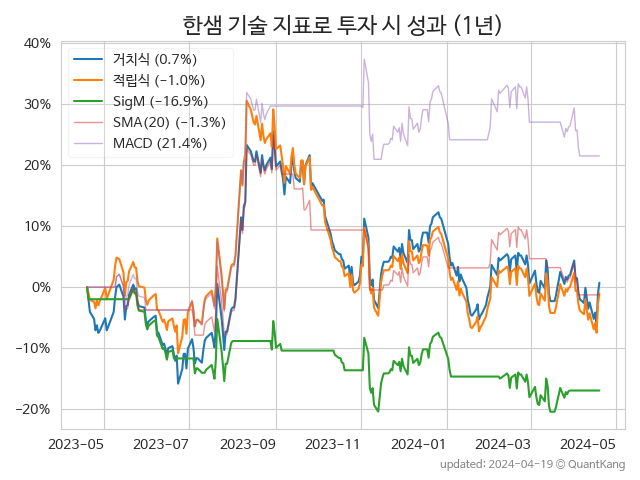 한샘 기술 지표로 투자 시 성과 (1년)
40%
30%
20%
10%
0%
−10%
−20%
거치식 (0.7%)
적립식 (−1.0%)
SigM (−16.9%)
SMA(20) (−1.3%)
MACD (21.4%)
2023-05 2023-07 2023-09 2023-11 2024-01 2024-03 2024-05
updated: 2024-04-19 © QuantKang